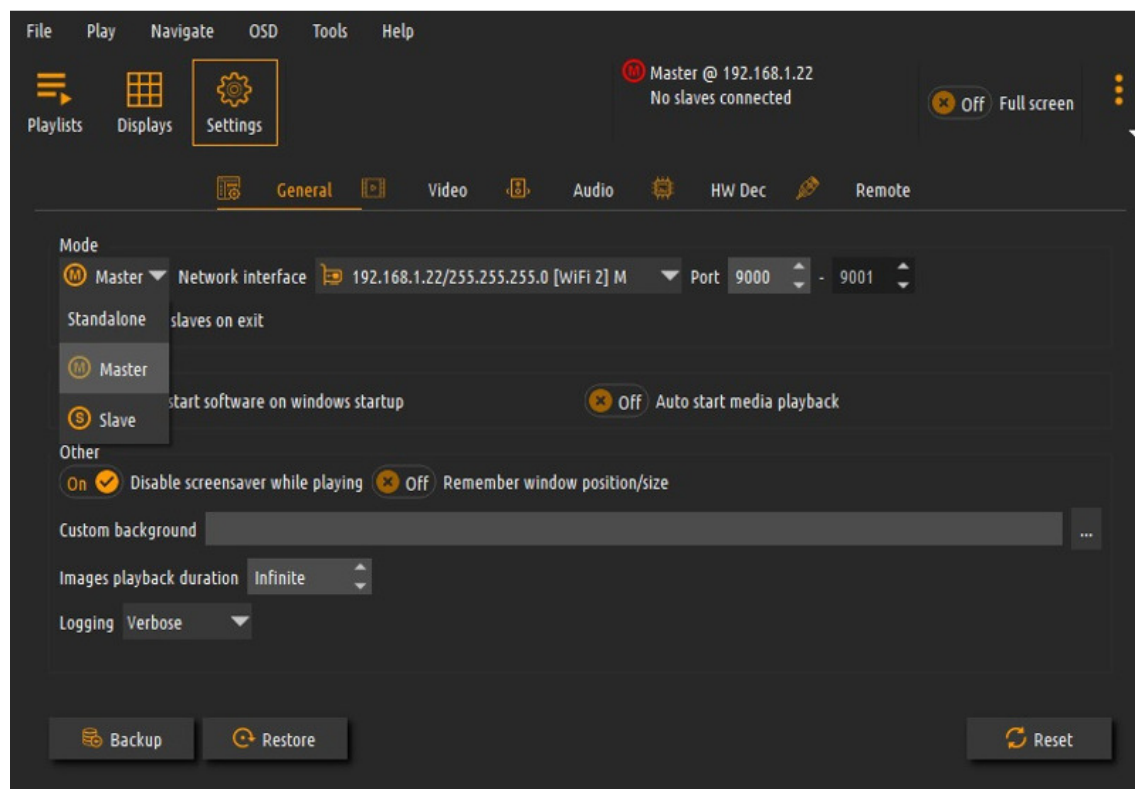 File Play Navigate OSD Tools Help
M Master @ 192.168.1.22
No slaves connected
Off Full screen
Playlists Displays Settings
General Video Audio HW Dec Remote
Mode
M Master Network interface 192.168.1.22/255.255.255.0 [WiFi 2] M Port 9000 - 9001
Standalone slaves on exit
M Master
start software on windows startup Off Auto start media playback
S Slave
Other
On Disable screensaver while playing Off Remember window position/size
Custom background ...
Images playback duration Infinite
Logging Verbose
Backup Restore Reset